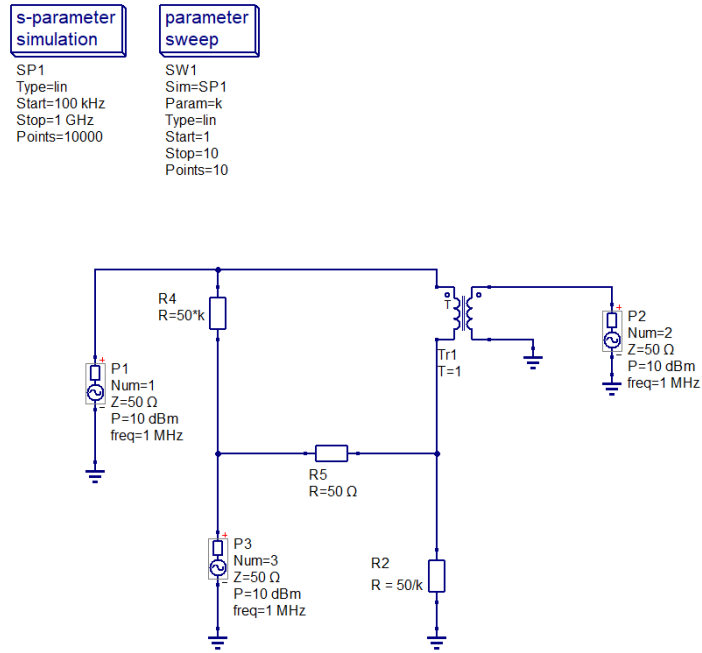 s-parameter
simulation
SP1
Type=lin
Start=100 kHz
Stop=1 GHz
Points=10000
parameter
sweep
SW1
Sim=SP1
Param=k
Type=lin
Start=1
Stop=10
Points=10
R4
R=50*k
T
Tr1
T=1
P1
Num=1
Z=50 Ω
P=10 dBm
freq=1 MHz
P2
Num=2
Z=50 Ω
P=10 dBm
freq=1 MHz
R5
R=50 Ω
P3
Num=3
Z=50 Ω
P=10 dBm
freq=1 MHz
R2
R = 50/k